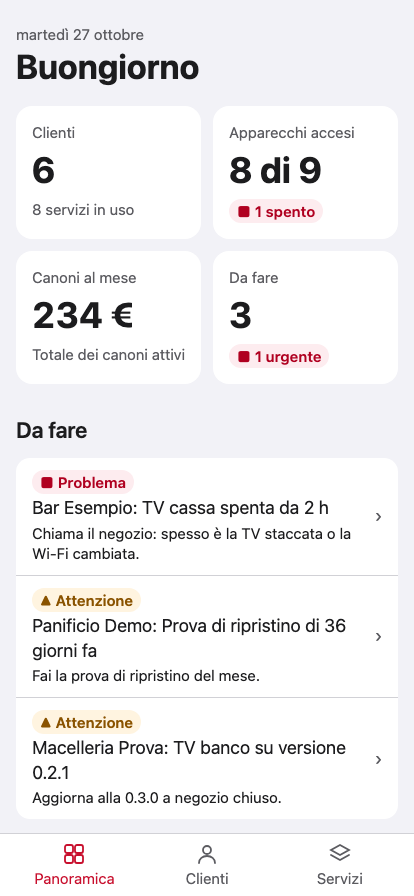 martedì 27 ottobre
Buongiorno
Clienti
6
8 servizi in uso
Apparecchi accesi
8 di 9
1 spento
Canoni al mese
234 €
Totale dei canoni attivi
Da fare
3
1 urgente
Da fare
Problema
Bar Esempio: TV cassa spenta da 2 h
Chiama il negozio: spesso è la TV staccata o la
Wi-Fi cambiata.
Attenzione
Panificio Demo: Prova di ripristino di 36
giorni fa
Fai la prova di ripristino del mese.
Attenzione
Macelleria Prova: TV banco su versione
0.2.1
Aggiorna alla 0.3.0 a negozio chiuso.
Panoramica
Clienti
Servizi